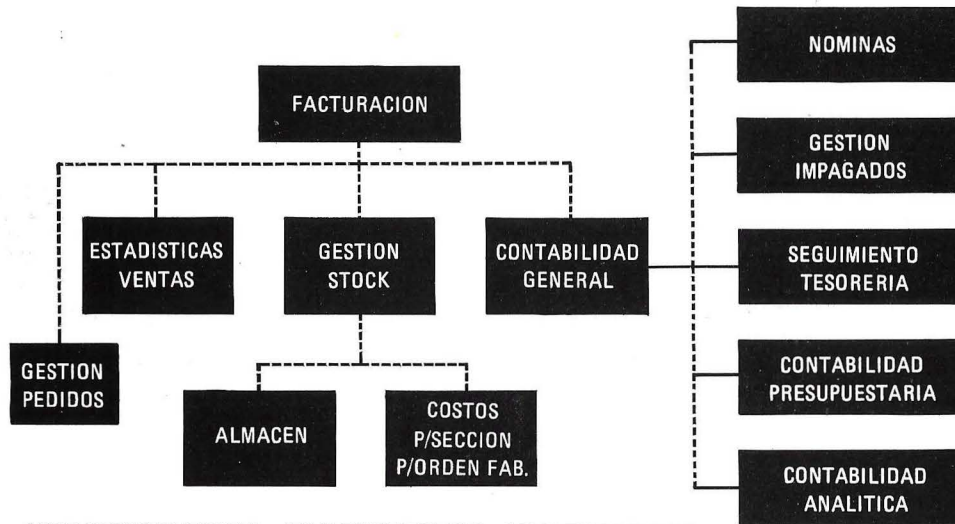 FACTURACION
ESTADISTICAS
VENTAS
GESTION
STOCK
CONTABILIDAD
GENERAL
GESTION
PEDIDOS
ALMACEN
COSTOS
P/SECCION
P/ORDEN FAB.
NOMINAS
GESTION
IMPAGADOS
SEGUIMIENTO
TESORERIA
CONTABILIDAD
PRESUPUESTARIA
CONTABILIDAD
ANALITICA